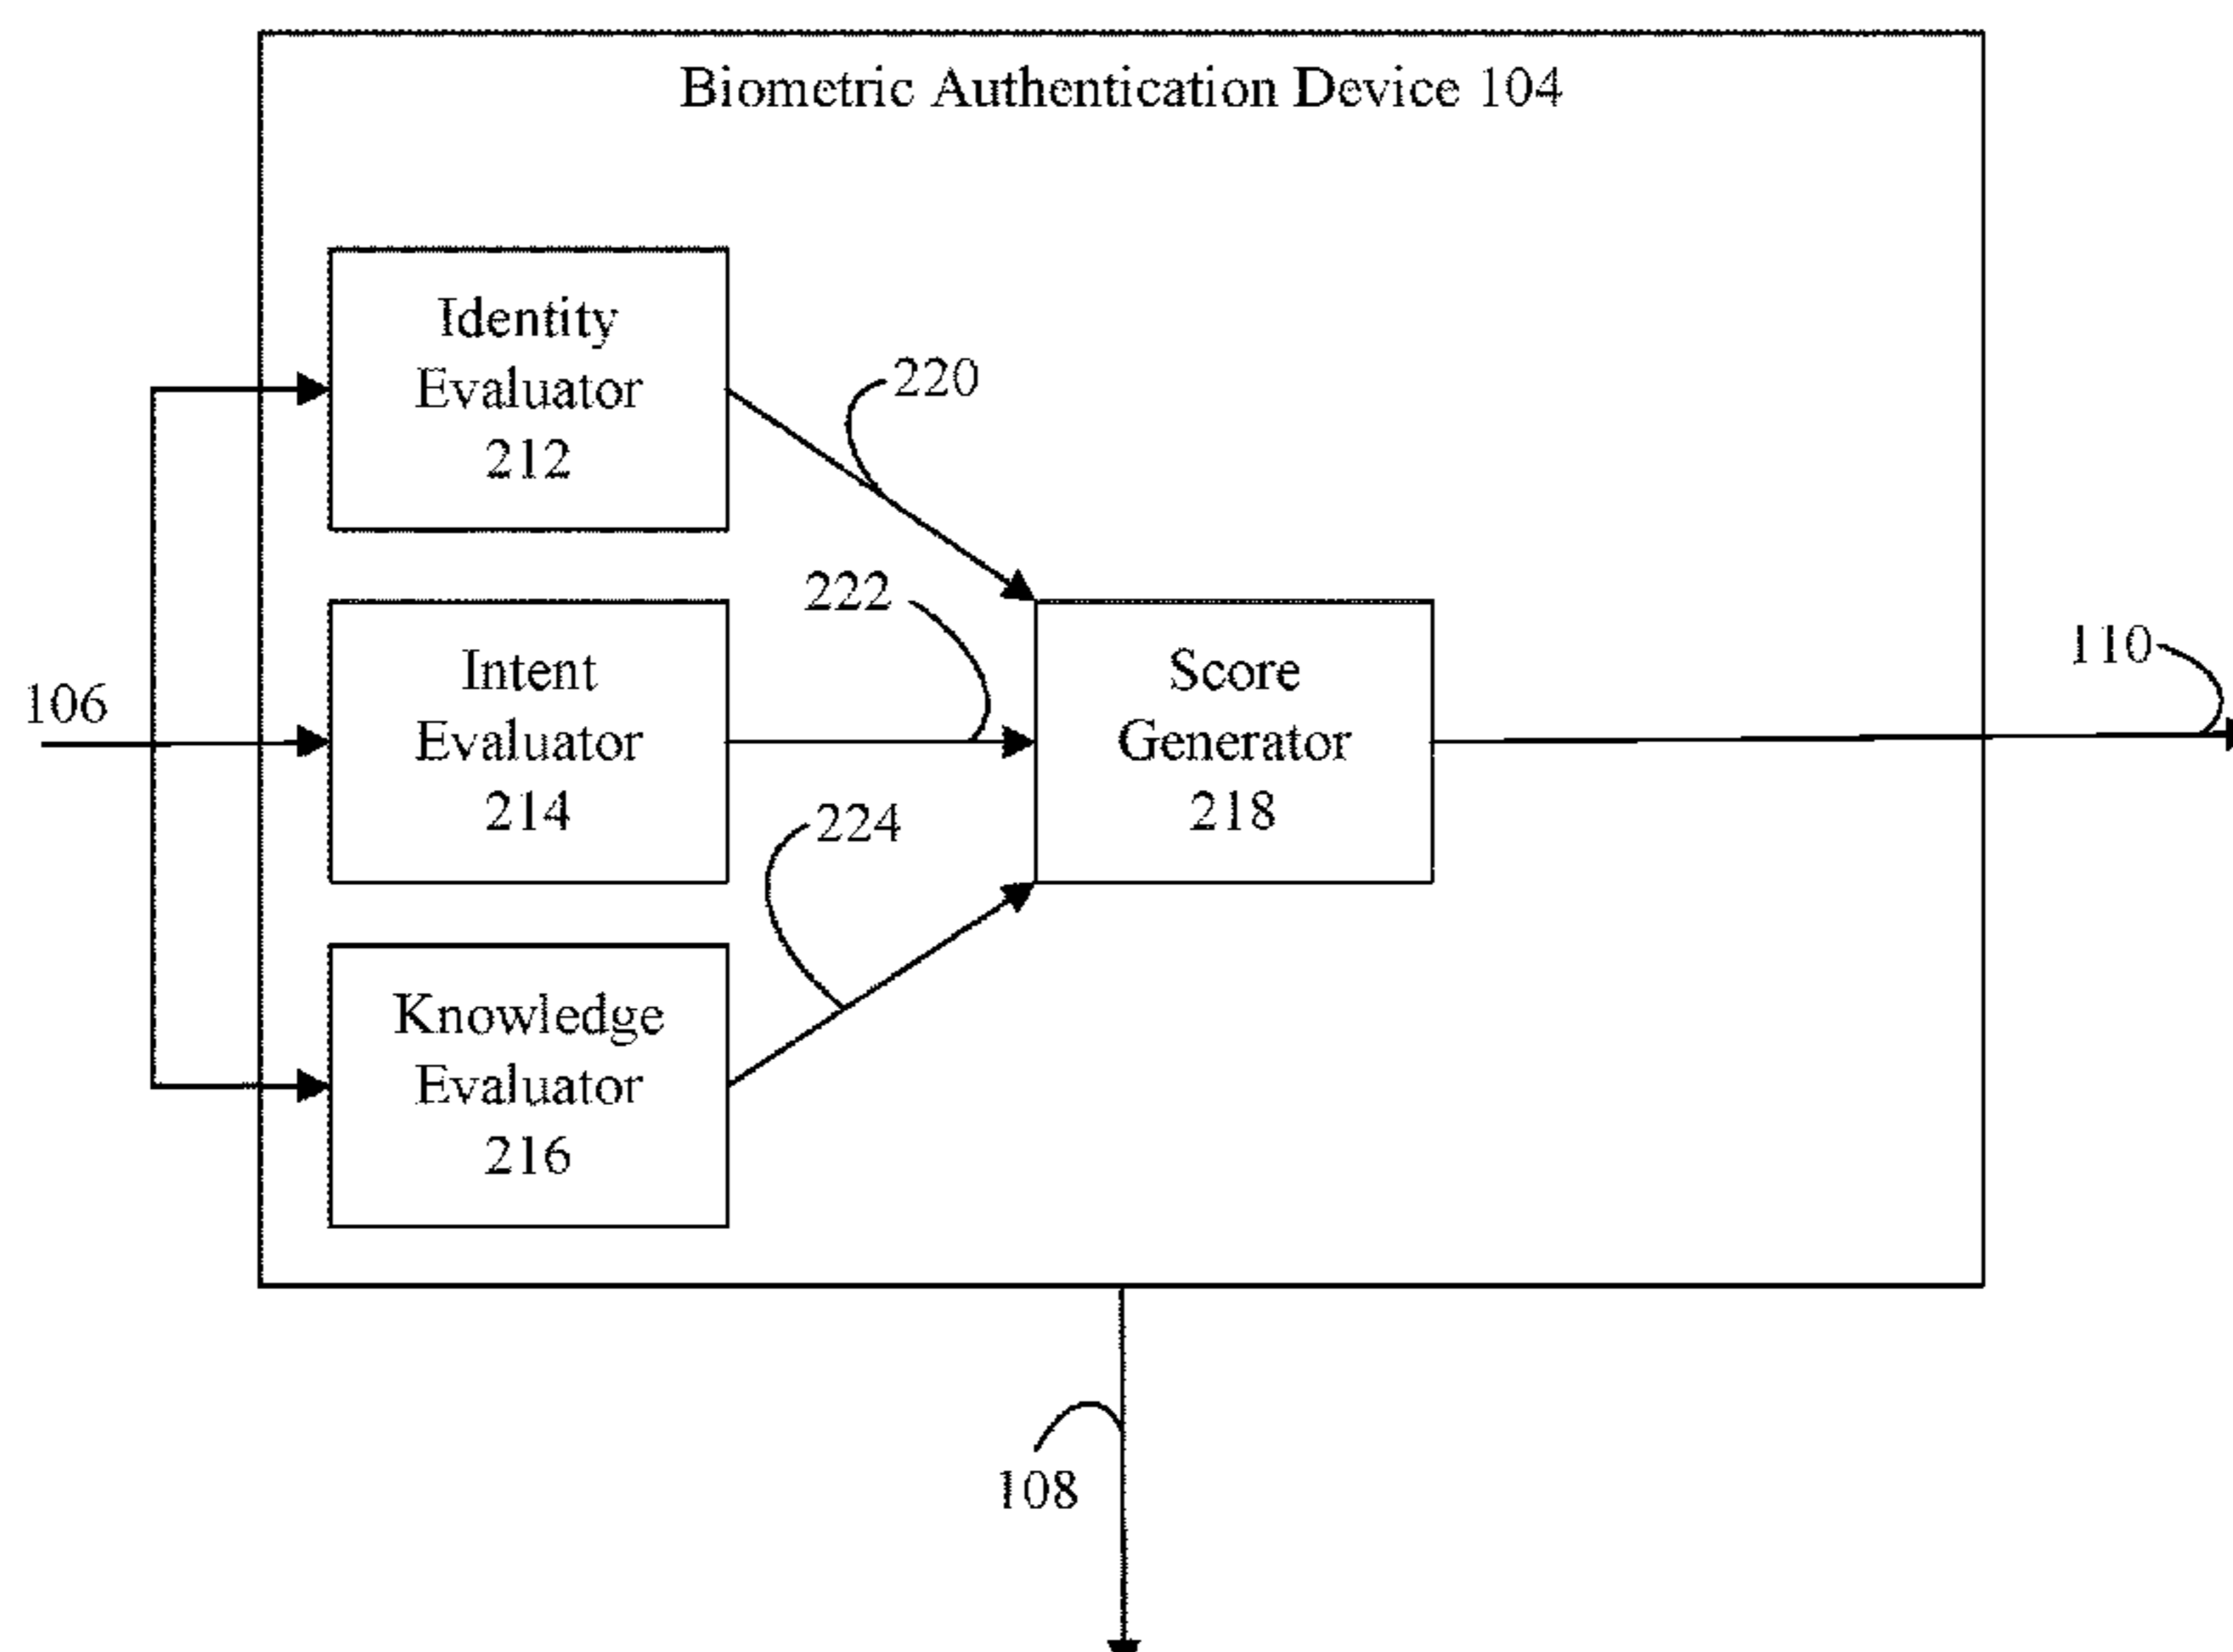 Biometric Authentication Device 104
Identity
Evaluator
212
220
222
Intent
Evaluator
214
Score
Generator
218
110
106
224
Knowledge
Evaluator
216
108